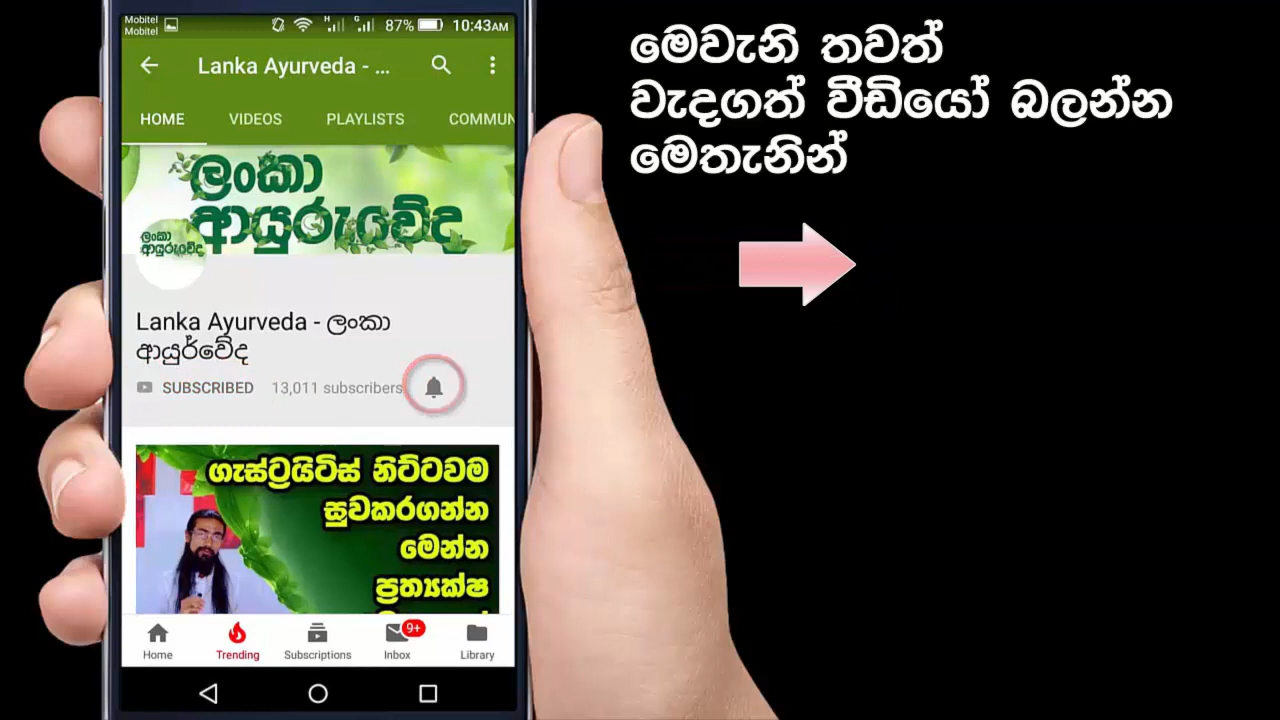 Mobitel
Mobitel
H
G
87%
10:43AM
Lanka Ayurveda - ...
HOME
VIDEOS
PLAYLISTS
COMMUN
ලංකා
ආයුරුවේද
ලංකා
ආයුරුවේද
Lanka Ayurveda - ලංකා
ආයුර්වේද
SUBSCRIBED
13,011 subscribers
ගැස්ට්‍රයිටිස් නිට්ටවම
සුවකරගන්න
මෙන්න
ප්‍රත්‍යක්ෂ
Home
Trending
Subscriptions
9+
Inbox
Library
මෙවැනි තවත්
වැදගත් වීඩියෝ බලන්න
මෙතැනින්